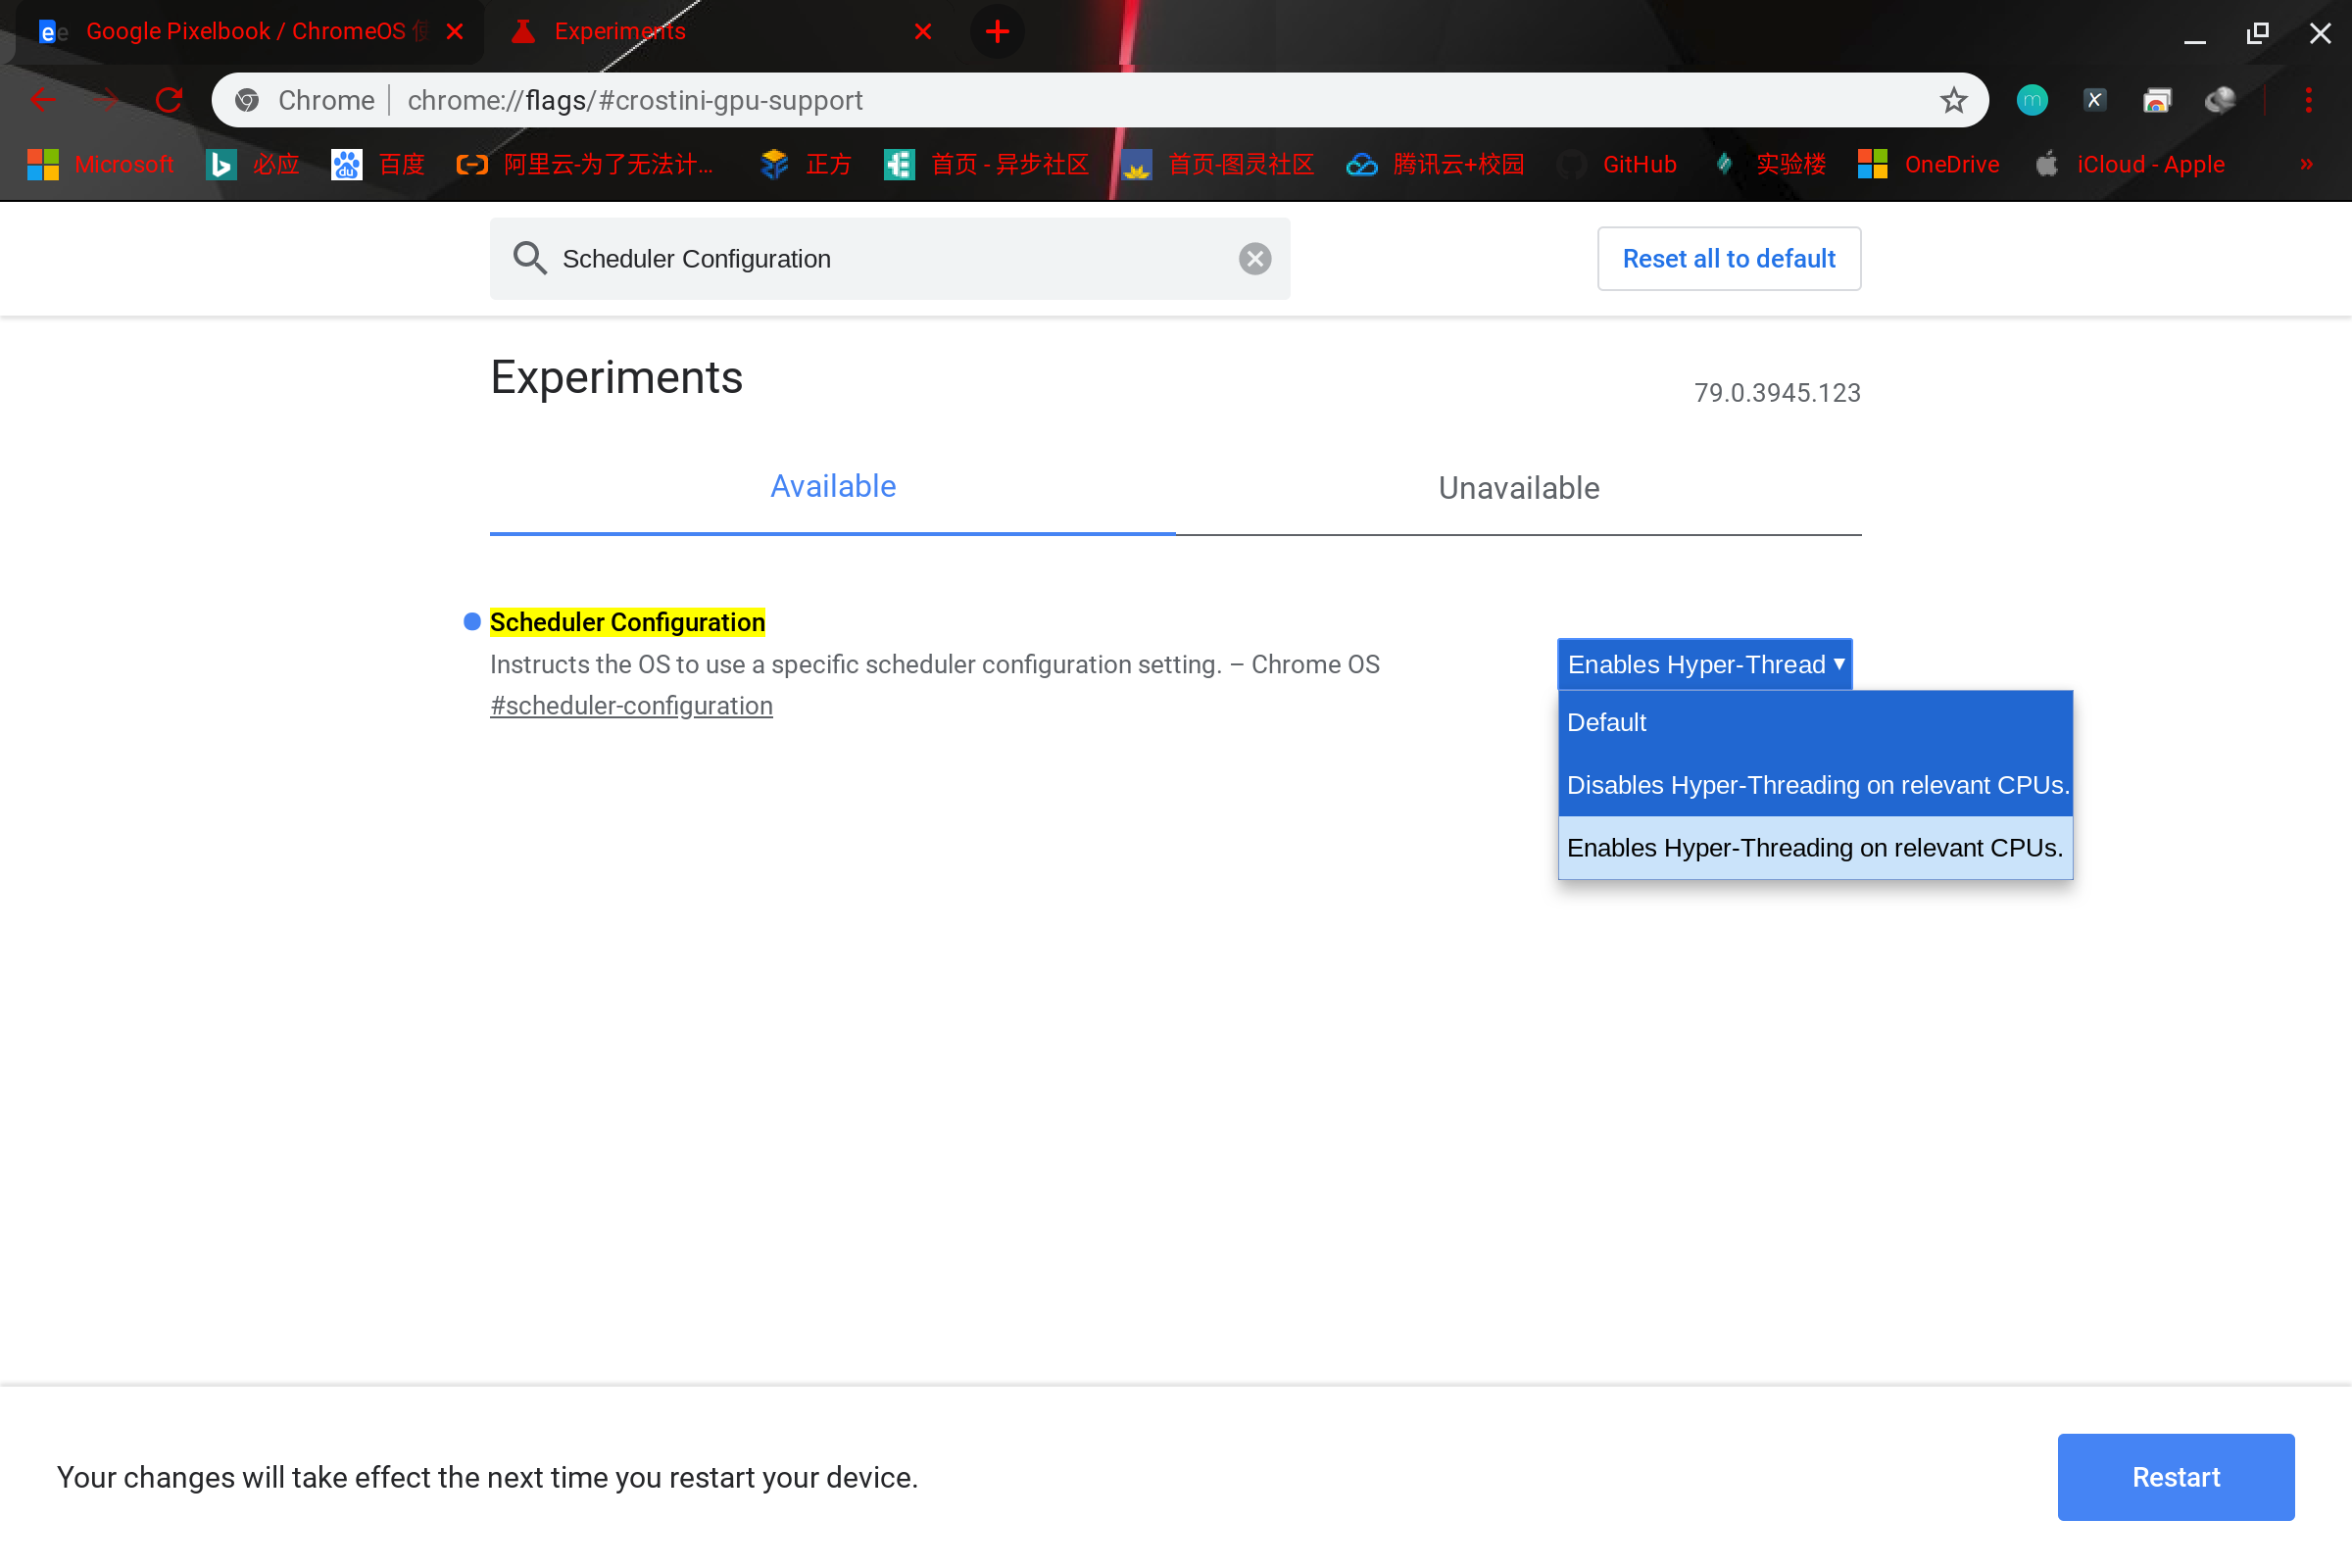 Google Pixelbook / ChromeOS 使
Experiments
Chrome
chrome://flags/#crostini-gpu-support
Microsoft
必应
百度
阿里云-为了无法计...
正方
首页 - 异步社区
首页-图灵社区
腾讯云+校园
GitHub
实验楼
OneDrive
iCloud - Apple
»
Scheduler Configuration
Reset all to default
Experiments
79.0.3945.123
Available
Unavailable
Scheduler Configuration
Instructs the OS to use a specific scheduler configuration setting. – Chrome OS
#scheduler-configuration
Enables Hyper-Thread
Default
Disables Hyper-Threading on relevant CPUs.
Enables Hyper-Threading on relevant CPUs.
Your changes will take effect the next time you restart your device.
Restart